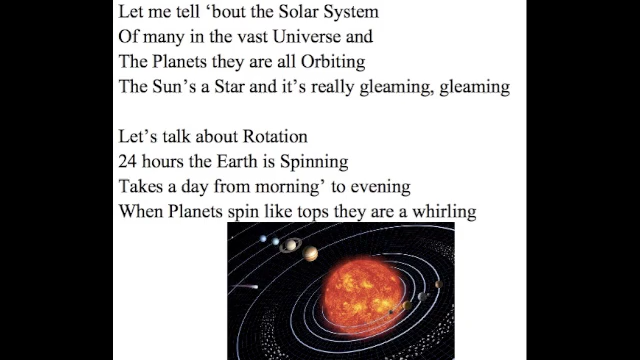 Let me tell ‘bout the Solar System
Of many in the vast Universe and
The Planets they are all Orbiting
The Sun’s a Star and it’s really gleaming, gleaming
Let’s talk about Rotation
24 hours the Earth is Spinning
Takes a day from morning’ to evening
When Planets spin like tops they are a whirling